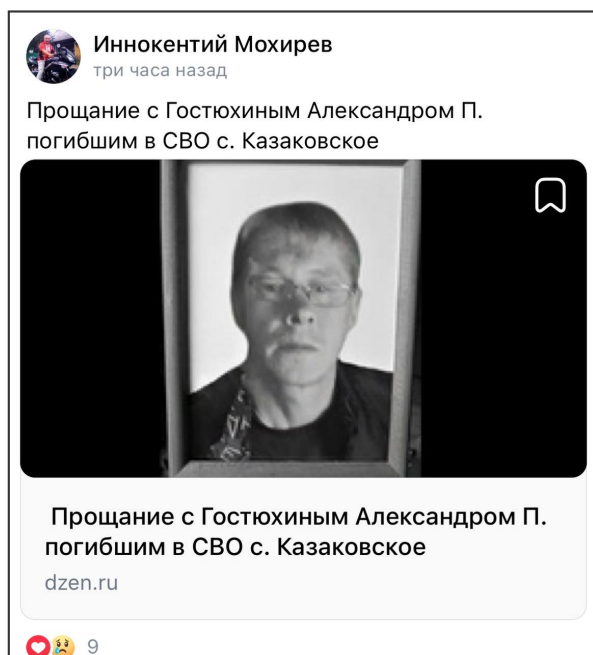 Иннокентий Мохирев
три часа назад
Прощание с Гостюхиным Александром П.
погибшим в СВО с. Казаковское
Прощание с Гостюхиным Александром П.
погибшим в СВО с. Казаковское
dzen.ru
9